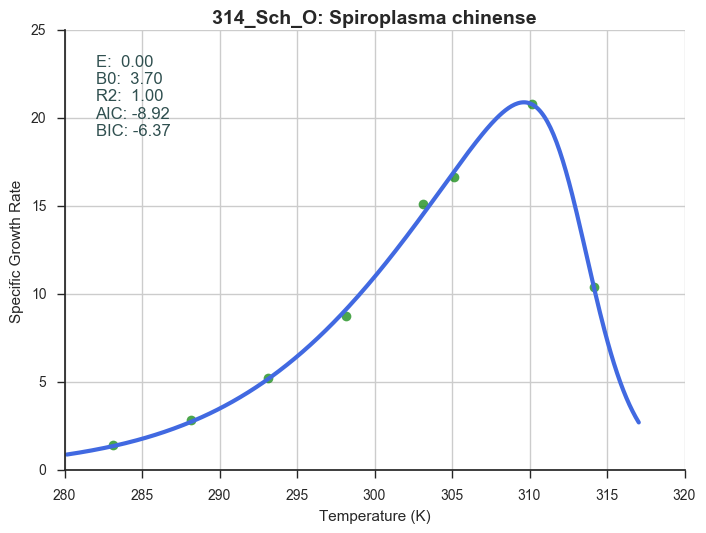 314_Sch_O: Spiroplasma chinense
E:  0.00
B0:  3.70
R2:  1.00
AIC: -8.92
BIC: -6.37
Specific Growth Rate
25
20
15
10
5
0
280 285 290 295 300 305 310 315 320
Temperature (K)